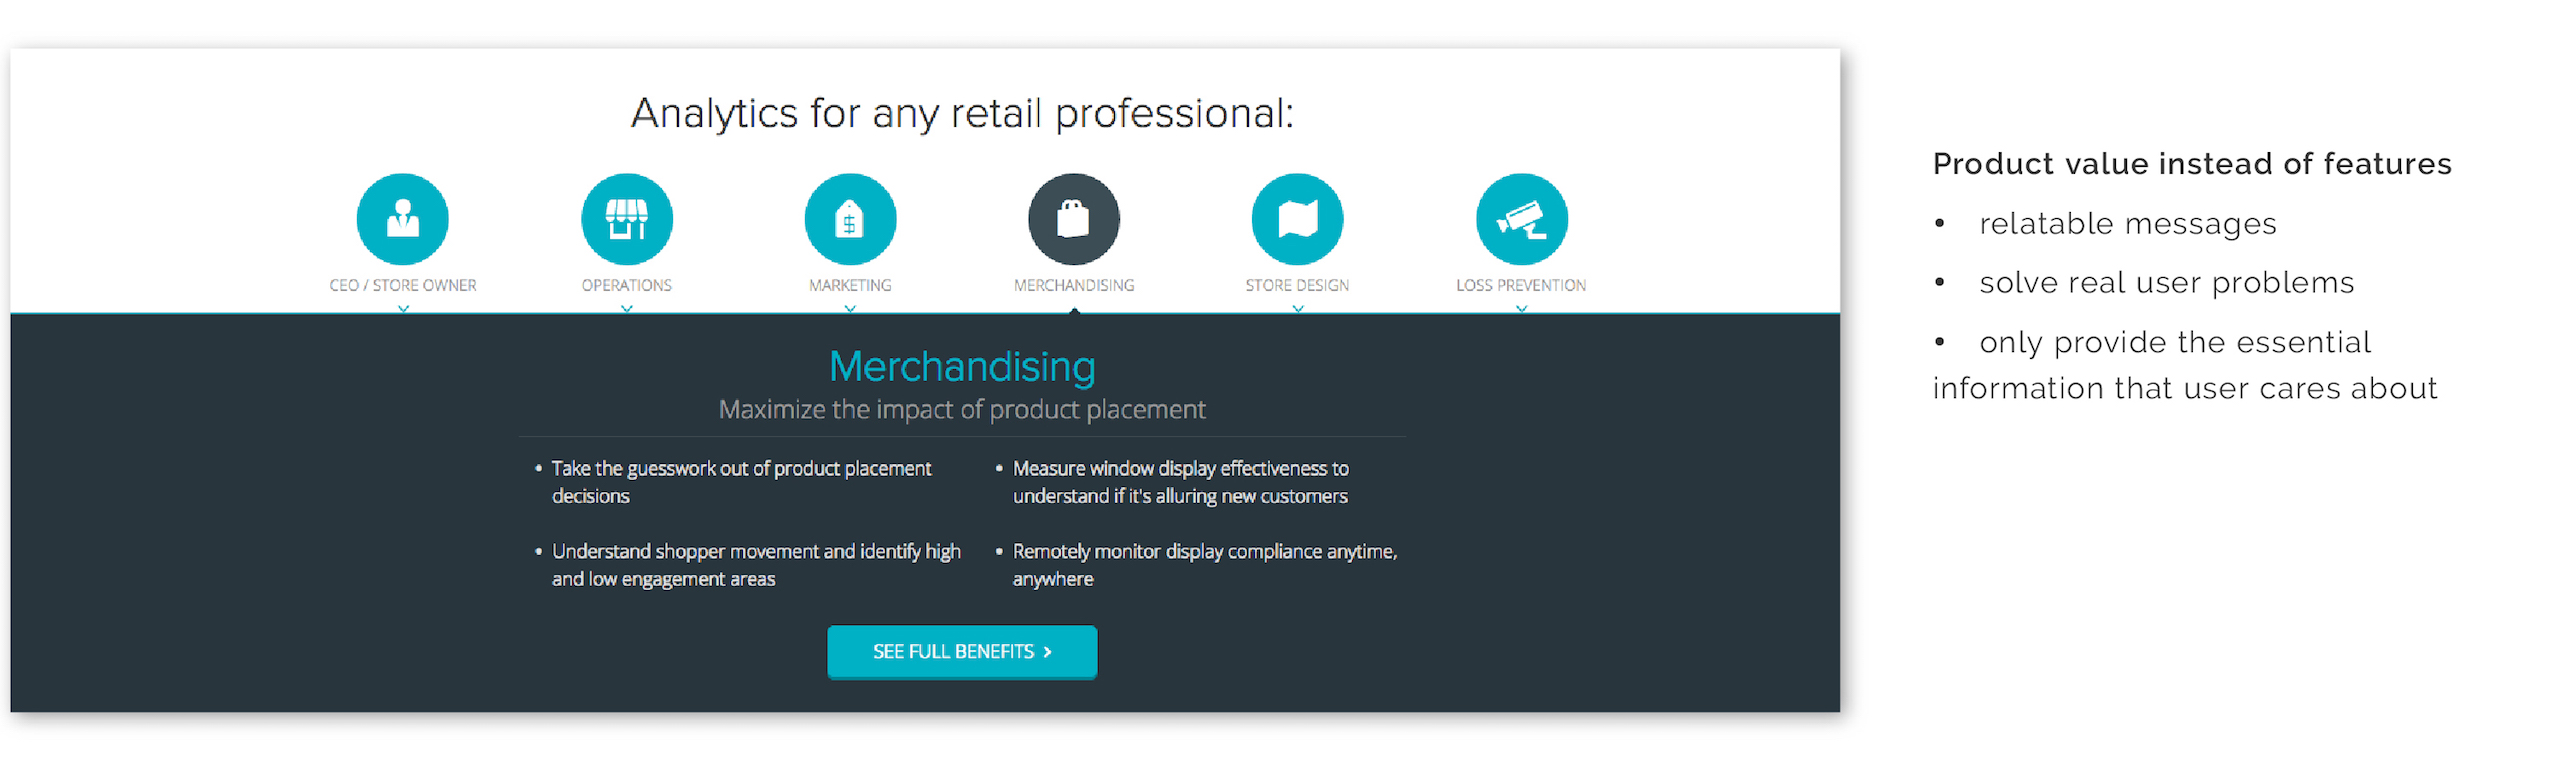 Analytics for any retail professional:
CEO / STORE OWNER
OPERATIONS
MARKETING
MERCHANDISING
STORE DESIGN
LOSS PREVENTION
Merchandising
Maximize the impact of product placement
• Take the guesswork out of product placement
decisions
• Understand shopper movement and identify high
and low engagement areas
• Measure window display effectiveness to
understand if it's alluring new customers
• Remotely monitor display compliance anytime,
anywhere
SEE FULL BENEFITS >
Product value instead of features
• relatable messages
• solve real user problems
• only provide the essential
information that user cares about